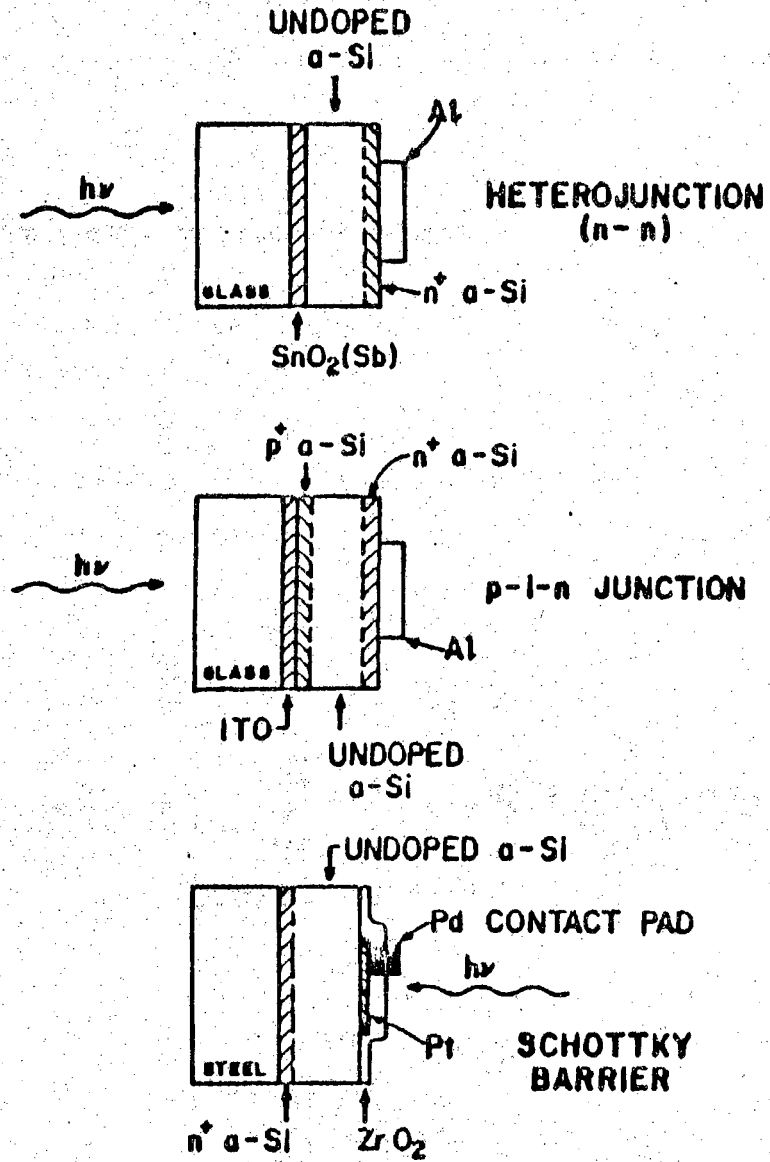 UNDOPED
a-Si
Al
hν
HETEROJUNCTION
(n-n)
GLASS
n⁺ a-Si
SnO₂(Sb)
p⁺ a-Si
n⁺ a-Si
hν
p-i-n JUNCTION
GLASS
Al
ITO
UNDOPED
a-Si
UNDOPED a-Si
Pd CONTACT PAD
hν
Pt
SCHOTTKY
BARRIER
STEEL
n⁺ a-Si
ZrO₂